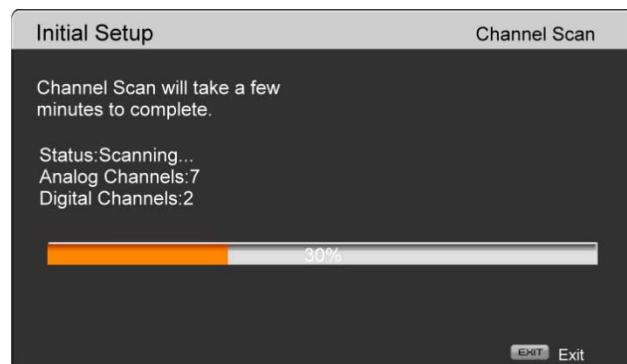 Initial Setup
Channel Scan
Channel Scan will take a few
minutes to complete.
Status:Scanning...
Analog Channels:7
Digital Channels:2
30%
EXIT Exit